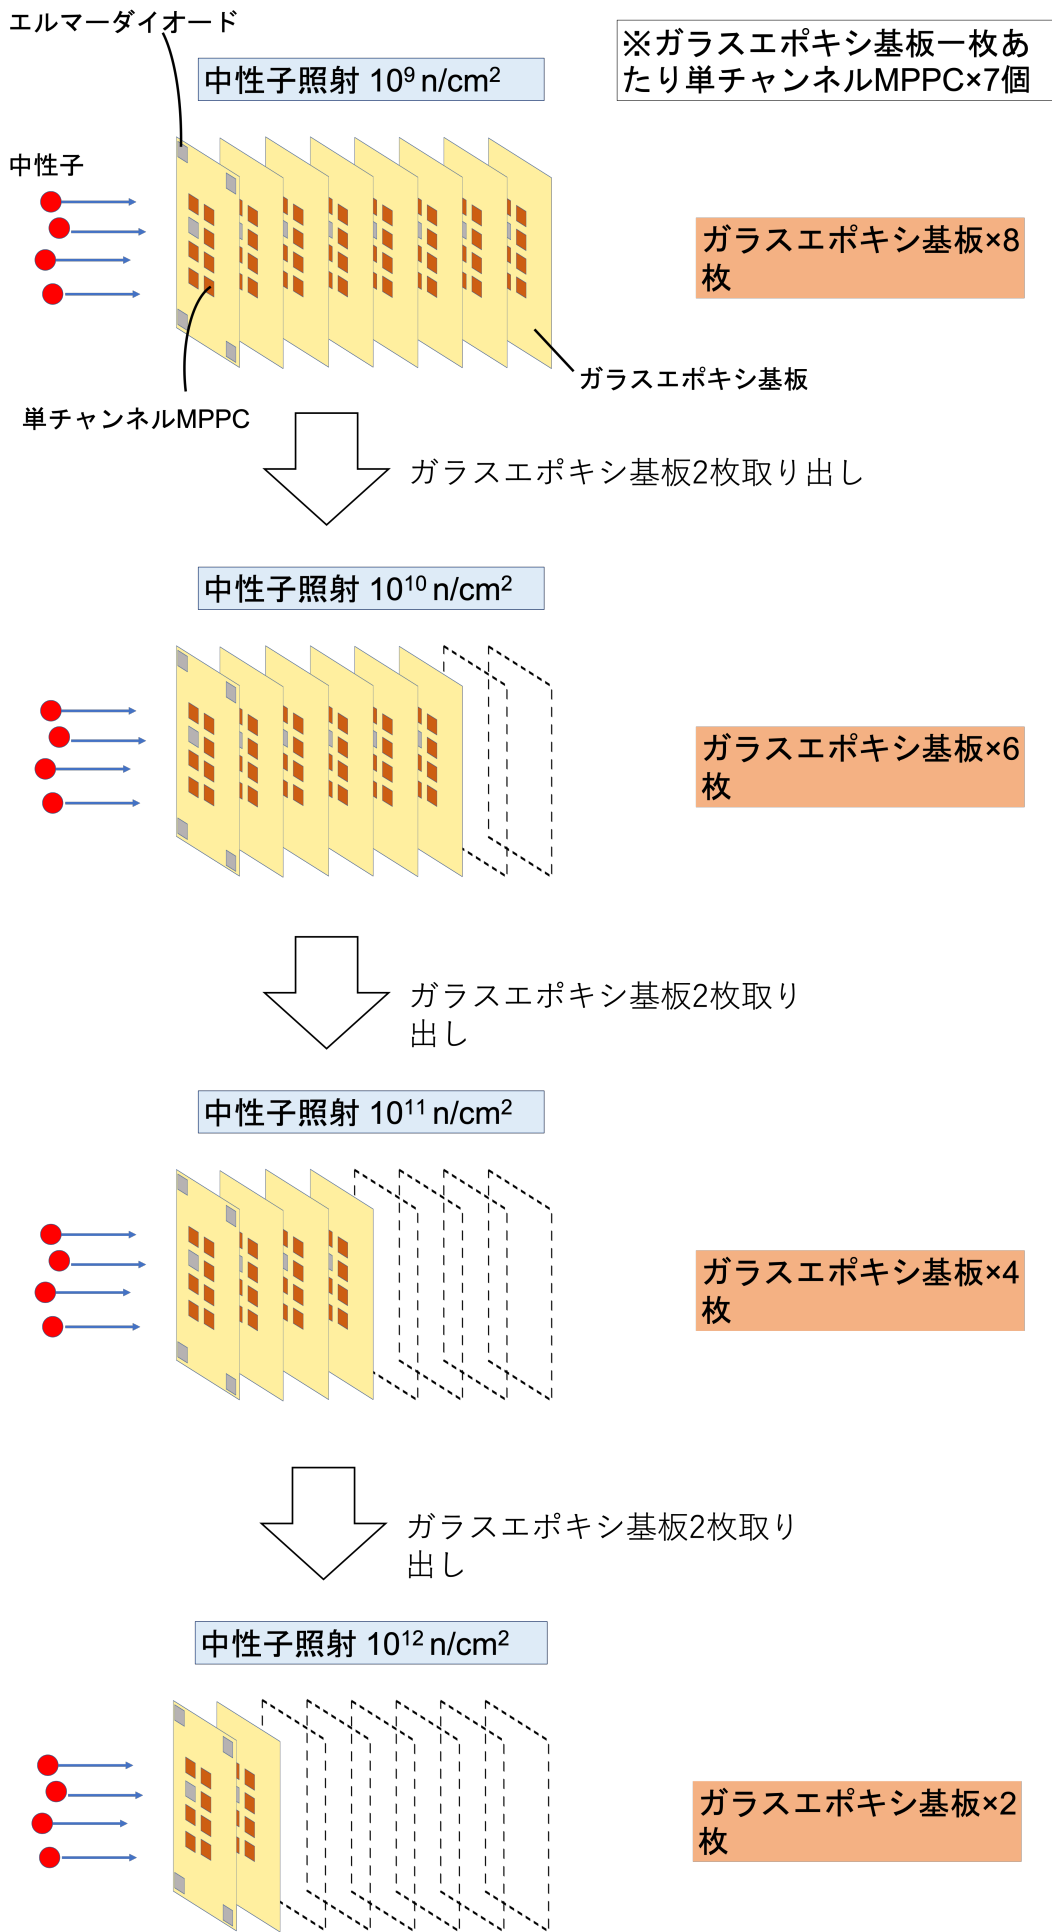 エルマーダイオード
※ガラスエポキシ基板一枚あ
たり単チャンネルMPPC×7個
中性子照射 10⁹ n/cm²
中性子
ガラスエポキシ基板×8
枚
ガラスエポキシ基板
単チャンネルMPPC
ガラスエポキシ基板2枚取り出し
中性子照射 10¹⁰ n/cm²
ガラスエポキシ基板×6
枚
ガラスエポキシ基板2枚取り
出し
中性子照射 10¹¹ n/cm²
ガラスエポキシ基板×4
枚
ガラスエポキシ基板2枚取り
出し
中性子照射 10¹² n/cm²
ガラスエポキシ基板×2
枚